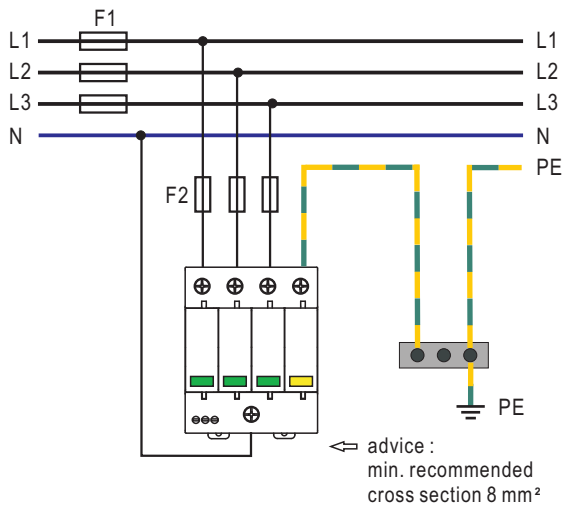 F1
L1 L1
L2 L2
L3 L3
N N
PE
F2
PE
advice :
min. recommended
cross section 8 mm²